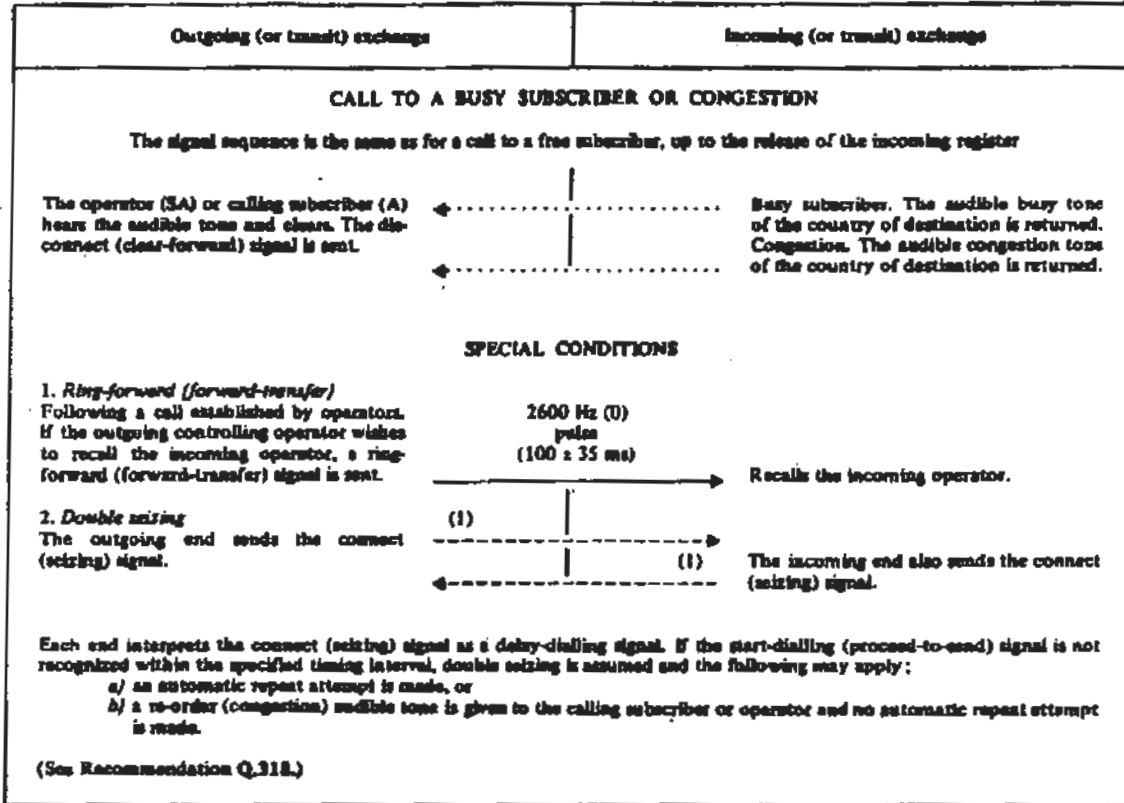 Outgoing (or transit) exchange
Incoming (or transit) exchange
CALL TO A BUSY SUBSCRIBER OR CONGESTION
The signal sequence is the same as for a call to a free subscriber, up to the release of the incoming register
The operator (SA) or calling subscriber (A)
hears the audible tone and clears. The dis-
connect (clear-forward) signal is sent.
Busy subscriber. The audible busy tone
of the country of destination is returned.
Congestion. The audible congestion tone
of the country of destination is returned.
SPECIAL CONDITIONS
1. Ring-forward (forward-transfer)
Following a call established by operators.
If the outgoing controlling operator wishes
to recall the incoming operator, a ring-
forward (forward-transfer) signal is sent.
2600 Hz (0)
pulse
(100 ± 35 ms)
Recalls the incoming operator.
2. Double seizing
The outgoing end sends the connect
(seizing) signal.
(1)
(1)
The incoming end also sends the connect
(seizing) signal.
Each end interprets the connect (seizing) signal as a delay-dialling signal. If the start-dialling (proceed-to-send) signal is not
recognized within the specified timing interval, double seizing is assumed and the following may apply:
a) an automatic repeat attempt is made, or
b) a re-order (congestion) audible tone is given to the calling subscriber or operator and no automatic repeat attempt
is made.
(See Recommendation Q.318.)